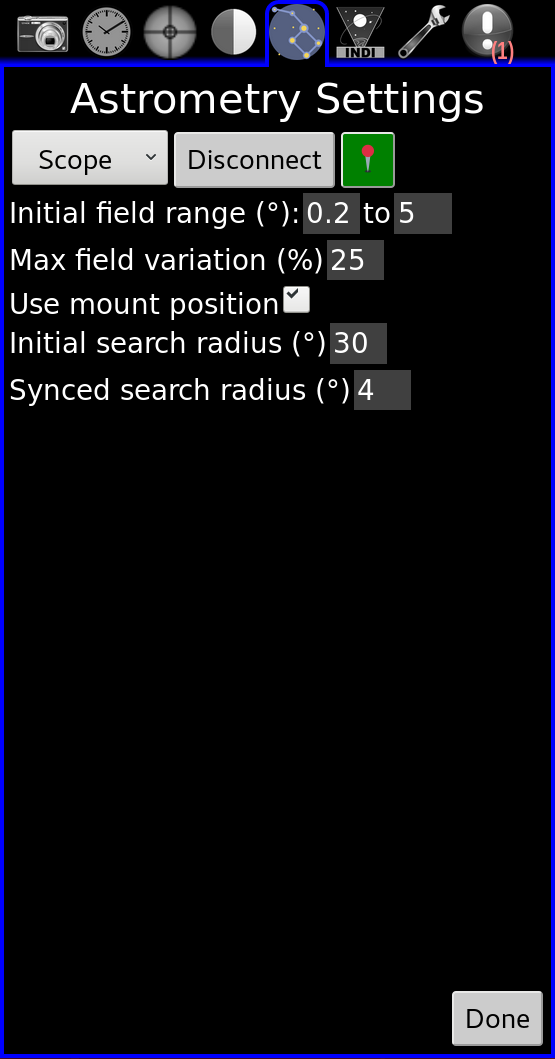 INDI
(1)
Astrometry Settings
Scope Disconnect
Initial field range (°): 0.2 to 5
Max field variation (%) 25
Use mount position
Initial search radius (°) 30
Synced search radius (°) 4
Done